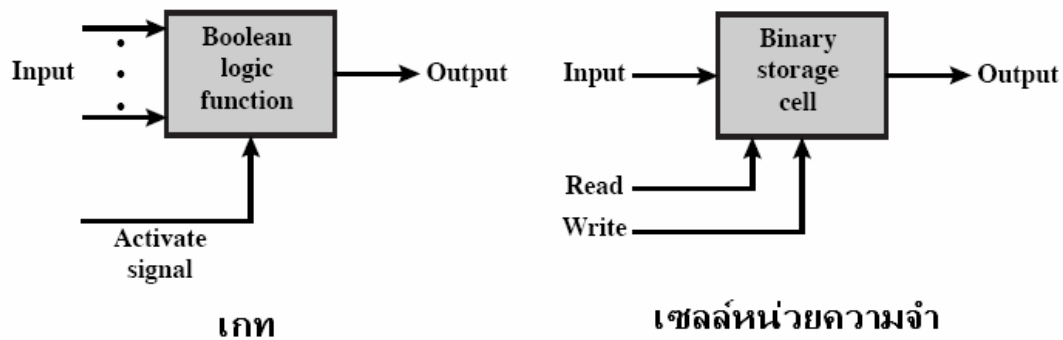 Input
Boolean
logic
function
Output
Activate
signal
เกท
Input
Binary
storage
cell
Output
Read
Write
เซลล์หน่วยความจำ